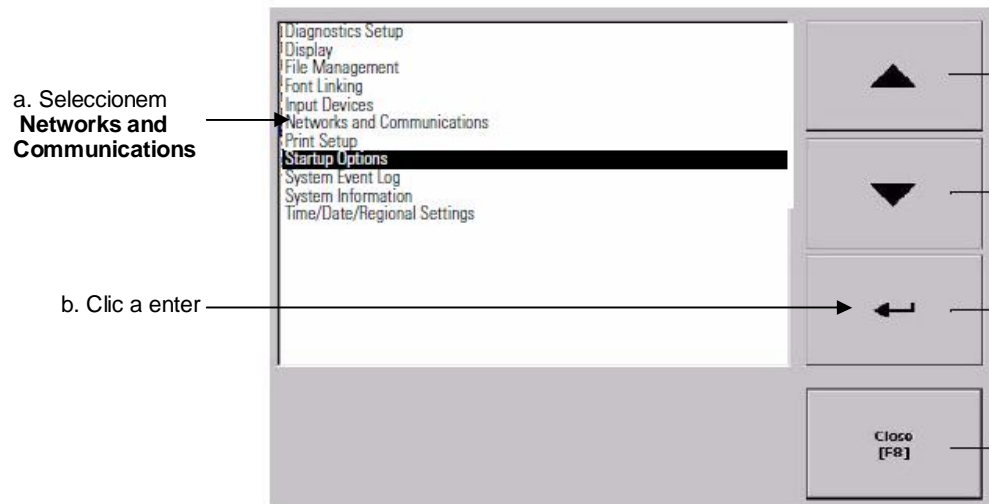 Diagnostics Setup
Display
File Management
Font Linking
Input Devices
Networks and Communications
Print Setup
Startup Options
System Event Log
System Information
Time/Date/Regional Settings
a. Seleccionem
Networks and
Communications
b. Clic a enter
Close
[F8]